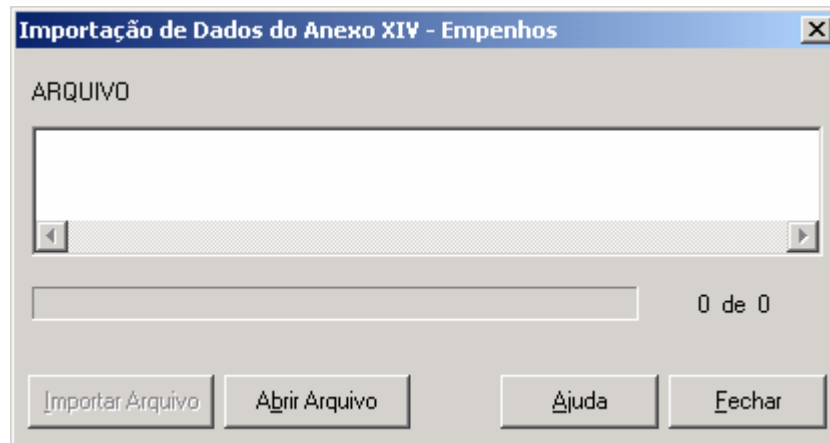 Importação de Dados do Anexo XIV - Empenhos
ARQUIVO
0 de 0
Importar Arquivo Abrir Arquivo Ajuda Fechar